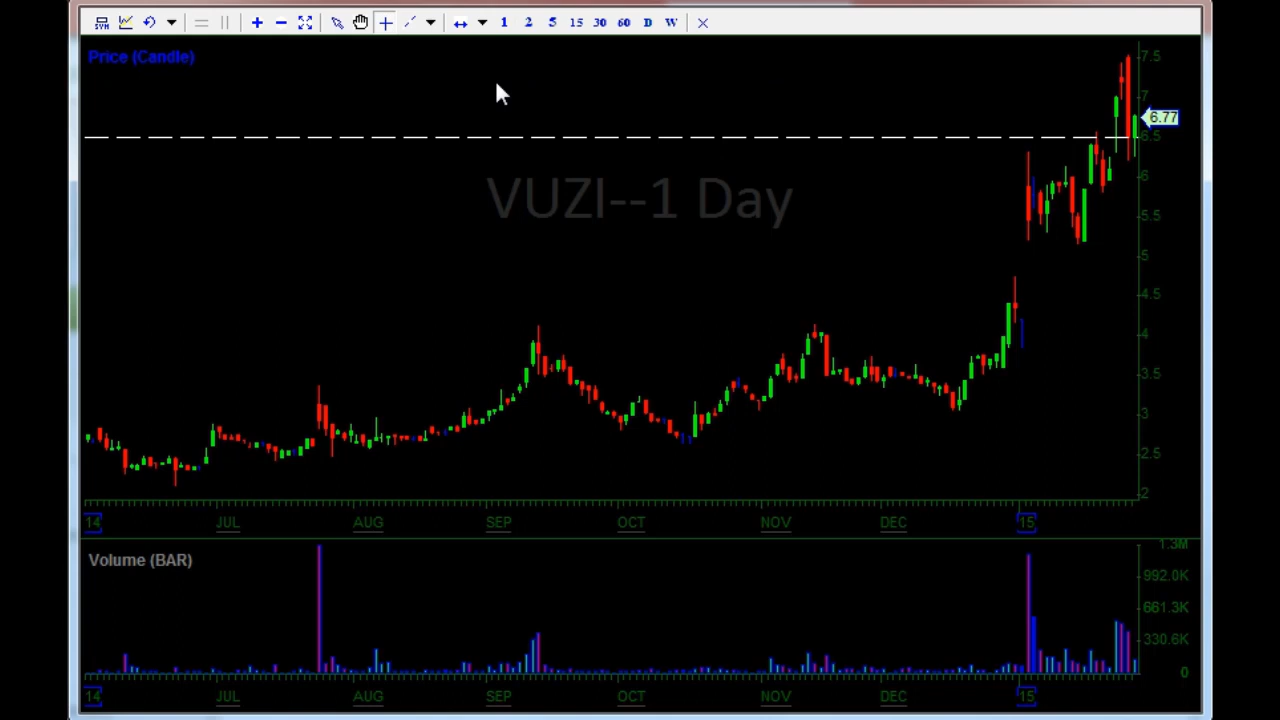 SYM 1 2 5 15 30 60 D W
Price (Candle)
VUZI--1 Day
7.5
7
6.77
6.5
6
5.5
5
4.5
4
3.5
3
2.5
2
14 JUL AUG SEP OCT NOV DEC 15
Volume (BAR)
1.3M
992.0K
661.3K
330.6K
0
14 JUL AUG SEP OCT NOV DEC 15